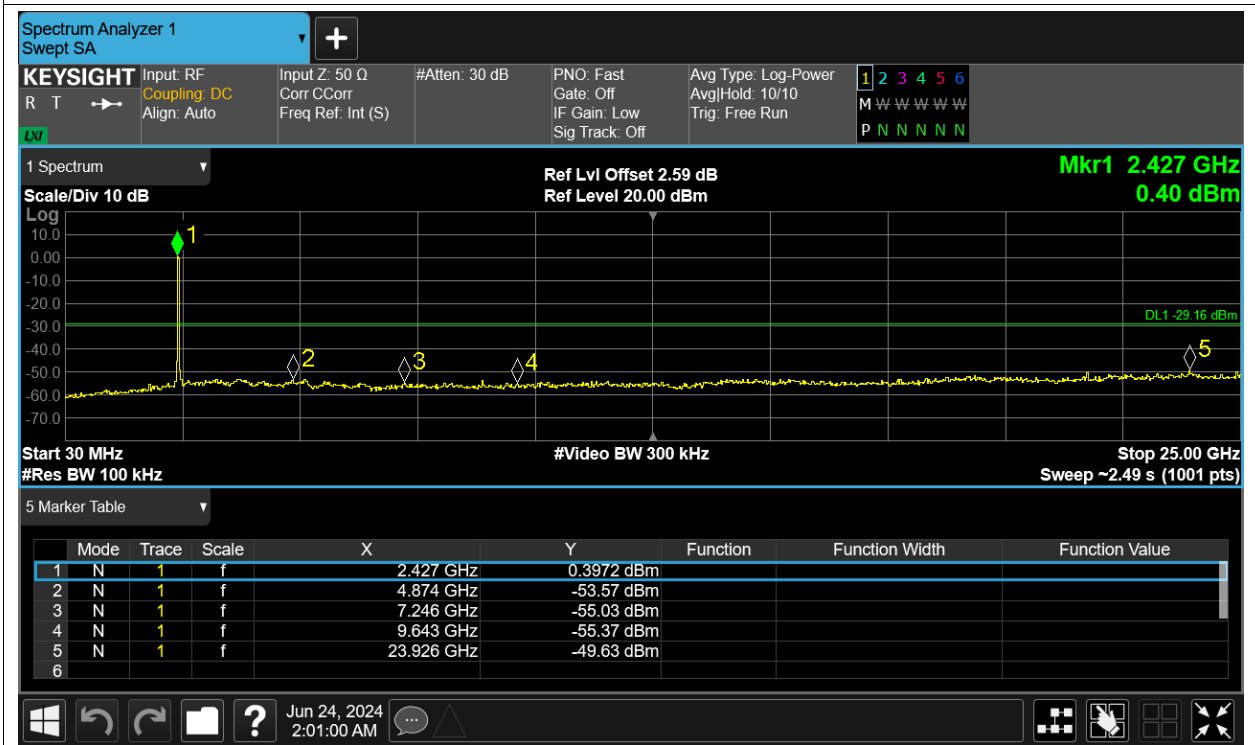 Spectrum Analyzer 1
Swept SA
+
KEYSIGHT
R T
LXI
Input: RF
Coupling: DC
Align: Auto
Input Z: 50 Ω
Corr CCorr
Freq Ref: Int (S)
#Atten: 30 dB
PNO: Fast
Gate: Off
IF Gain: Low
Sig Track: Off
Avg Type: Log-Power
Avg|Hold: 10/10
Trig: Free Run
1 2 3 4 5 6
M W W W W W
P N N N N N
1 Spectrum
Scale/Div 10 dB
Ref Lvl Offset 2.59 dB
Ref Level 20.00 dBm
Mkr1 2.427 GHz
0.40 dBm
Log
10.0
0.00
-10.0
-20.0
-30.0
-40.0
-50.0
-60.0
-70.0
1
2
3
4
5
DL1 -29.16 dBm
Start 30 MHz
#Video BW 300 kHz
Stop 25.00 GHz
#Res BW 100 kHz
Sweep ~2.49 s (1001 pts)
5 Marker Table
Mode Trace Scale X Y Function Function Width Function Value
1 N 1 f 2.427 GHz 0.3972 dBm
2 N 1 f 4.874 GHz -53.57 dBm
3 N 1 f 7.246 GHz -55.03 dBm
4 N 1 f 9.643 GHz -55.37 dBm
5 N 1 f 23.926 GHz -49.63 dBm
6
?
Jun 24, 2024
2:01:00 AM